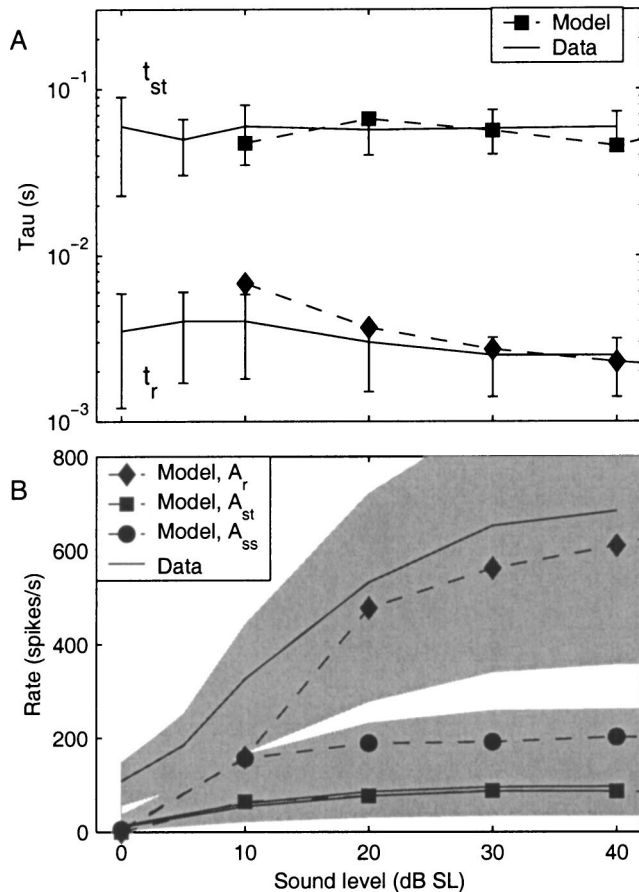 A
Model
Data
t_st
10^-1
10^-2
10^-3
Tau (s)
t_r
B
Model, A_r
Model, A_st
Model, A_ss
Data
800
600
400
200
0
Rate (spikes/s)
0 10 20 30 40
Sound level (dB SL)